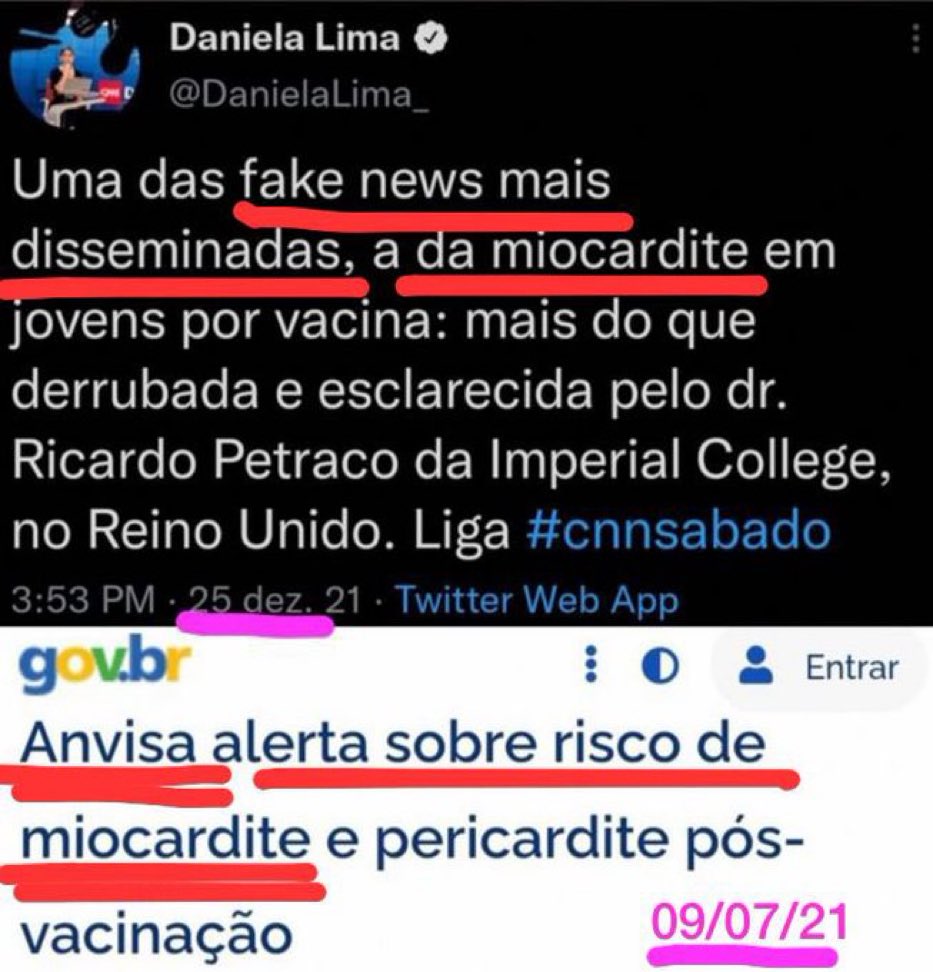 Daniela Lima
@DanielaLima_
Uma das fake news mais
disseminadas, a da miocardite em
jovens por vacina: mais do que
derrubada e esclarecida pelo dr.
Ricardo Petraco da Imperial College,
no Reino Unido. Liga #cnnsabado
3:53 PM · 25 dez. 21 · Twitter Web App
gov.br
Entrar
Anvisa alerta sobre risco de
miocardite e pericardite pós-
vacinação
09/07/21